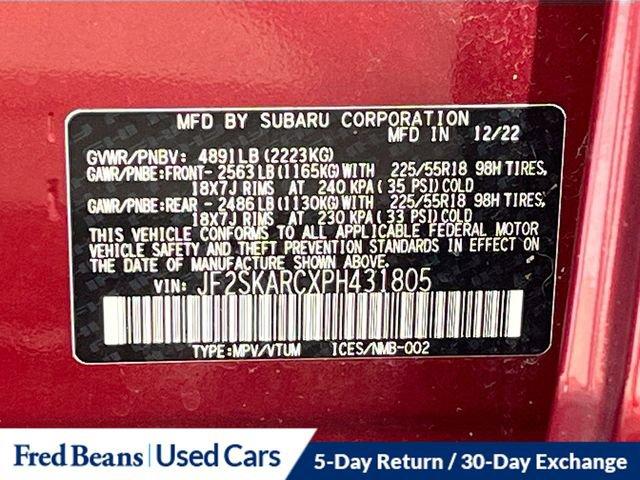 MFD BY SUBARU CORPORATION
MFD IN 12/22
GVWR/PNBV: 4891LB (2223KG)
GAWR/PNBE:FRONT-2563LB(1165KG)WITH 225/55R18 98H TIRES,
18X7J RIMS AT 240 KPA(35 PSI)COLD
GAWR/PNBE:REAR -2486LB(1130KG)WITH 225/55R18 98H TIRES,
18X7J RIMS AT 230 KPA(33 PSI)COLD
THIS VEHICLE CONFORMS TO ALL APPLICABLE FEDERAL MOTOR
VEHICLE SAFETY AND THEFT PREVENTION STANDARDS IN EFFECT ON
THE DATE OF MANUFACTURE SHOWN ABOVE.
VIN: JF2SKARCXPH431805
TYPE:MPV/VTUM ICES/NMB-002
Fred Beans | Used Cars 5-Day Return / 30-Day Exchange